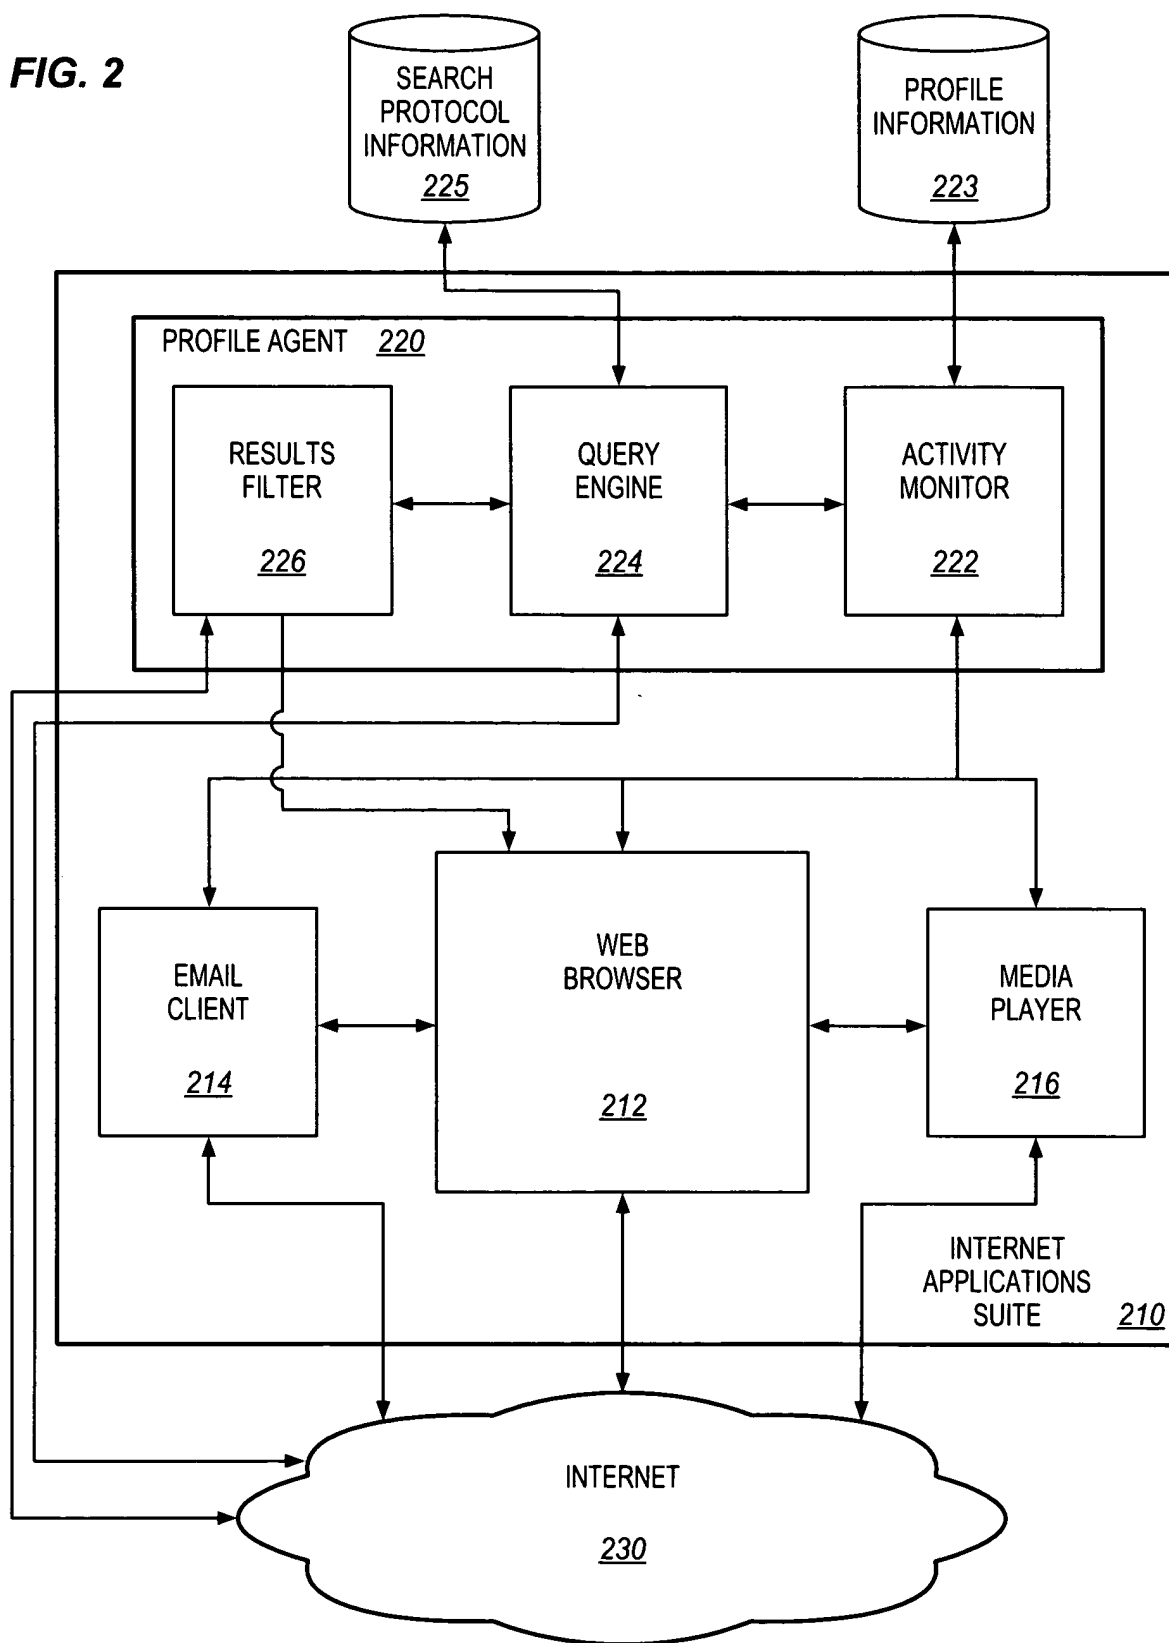 FIG. 2
SEARCH
PROTOCOL
INFORMATION
225
PROFILE
INFORMATION
223
PROFILE AGENT 220
RESULTS
FILTER
226
QUERY
ENGINE
224
ACTIVITY
MONITOR
222
EMAIL
CLIENT
214
WEB
BROWSER
212
MEDIA
PLAYER
216
INTERNET
APPLICATIONS
SUITE
210
INTERNET
230